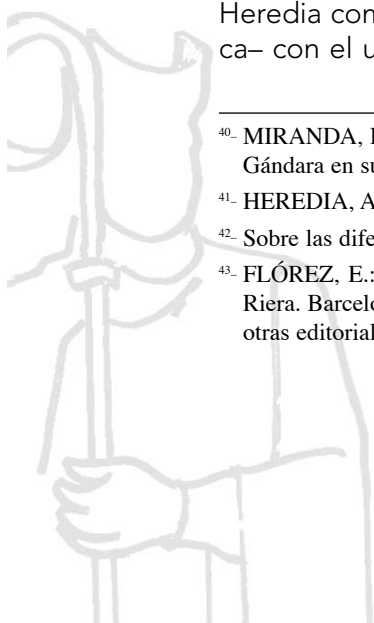 Heredia con
ca– con el u
40- MIRANDA,
Gándara en su
41- HEREDIA, A
42- Sobre las dife
43- FLÓREZ, E.:
Riera. Barcelo
otras editorial